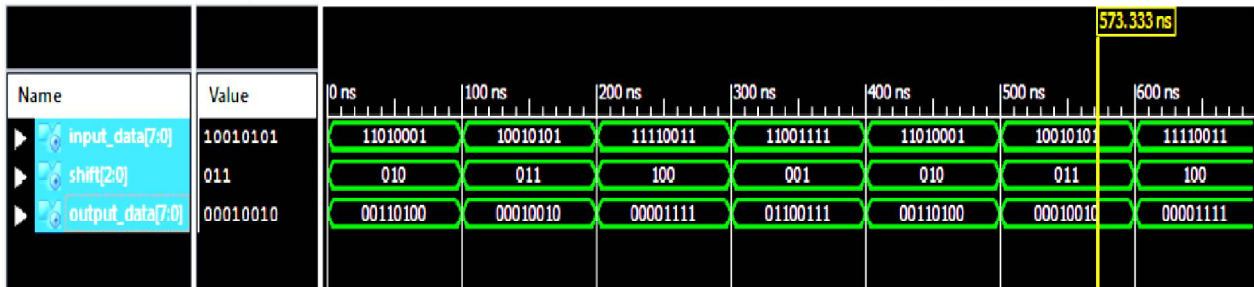 573.333 ns
Name Value 0 ns 100 ns 200 ns 300 ns 400 ns 500 ns 600 ns
input_data[7:0] 10010101 11010001 10010101 11110011 11001111 11010001 10010101 11110011
shift[2:0] 011 010 011 100 001 010 011 100
output_data[7:0] 00010010 00110100 00010010 00001111 01100111 00110100 00010010 00001111